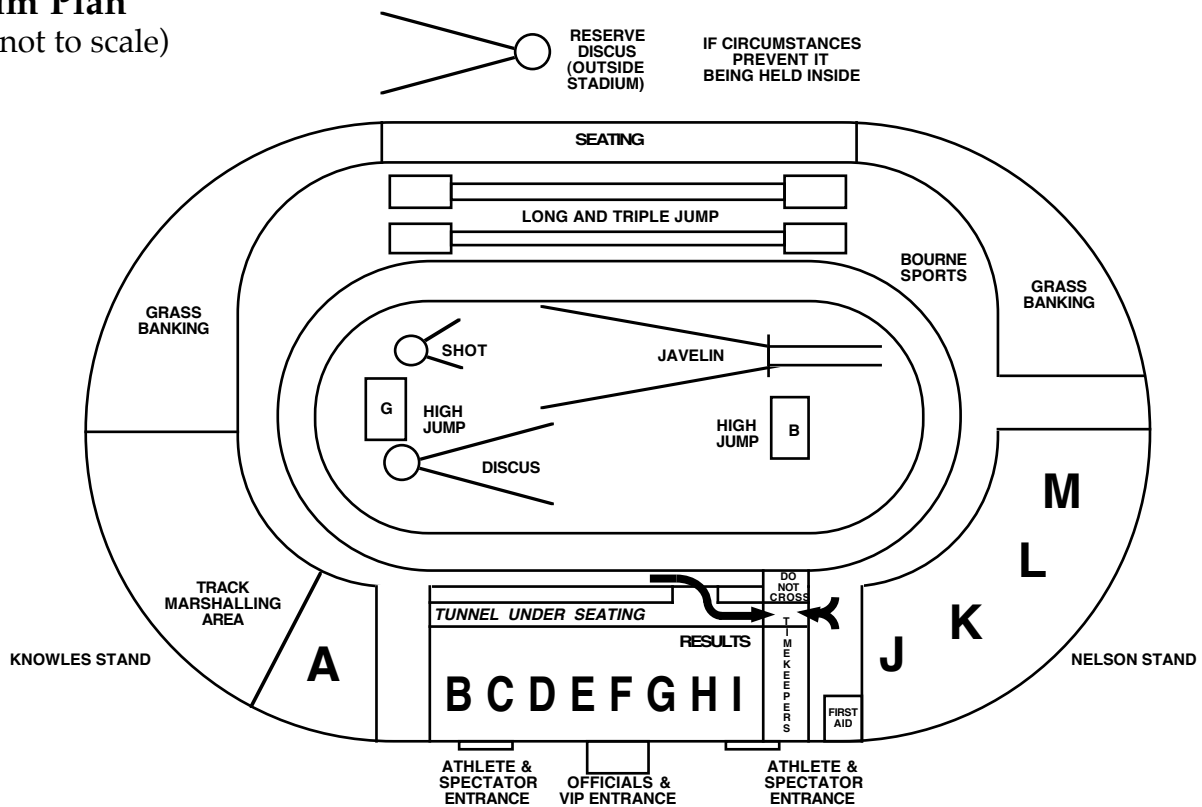 Plan
not to scale)
RESERVE
DISCUS
(OUTSIDE
STADIUM)
IF CIRCUMSTANCES
PREVENT IT
BEING HELD INSIDE
SEATING
LONG AND TRIPLE JUMP
BOURNE
SPORTS
GRASS
BANKING
GRASS
BANKING
SHOT
JAVELIN
G
HIGH
JUMP
HIGH
JUMP
B
DISCUS
M
L
K
J
DO
NOT
CROSS
TRACK
MARSHALLING
AREA
TUNNEL UNDER SEATING
RESULTS
TIMEKEEPERS
KNOWLES STAND
A
NELSON STAND
B C D E F G H I
FIRST
AID
ATHLETE &
SPECTATOR
ENTRANCE
OFFICIALS &
VIP ENTRANCE
ATHLETE &
SPECTATOR
ENTRANCE